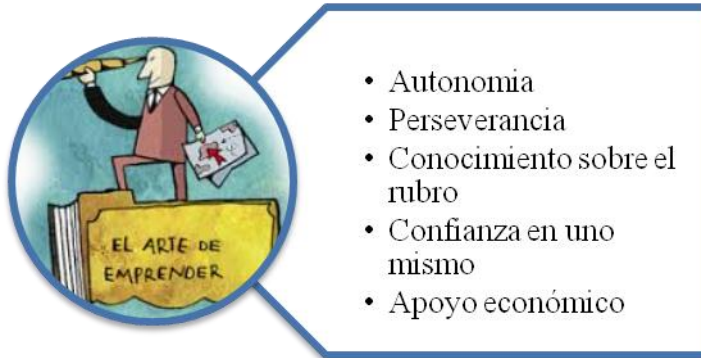 EL ARTE DE
EMPRENDER
• Autonomia
• Perseverancia
• Conocimiento sobre el
rubro
• Confianza en uno
mismo
• Apoyo económico